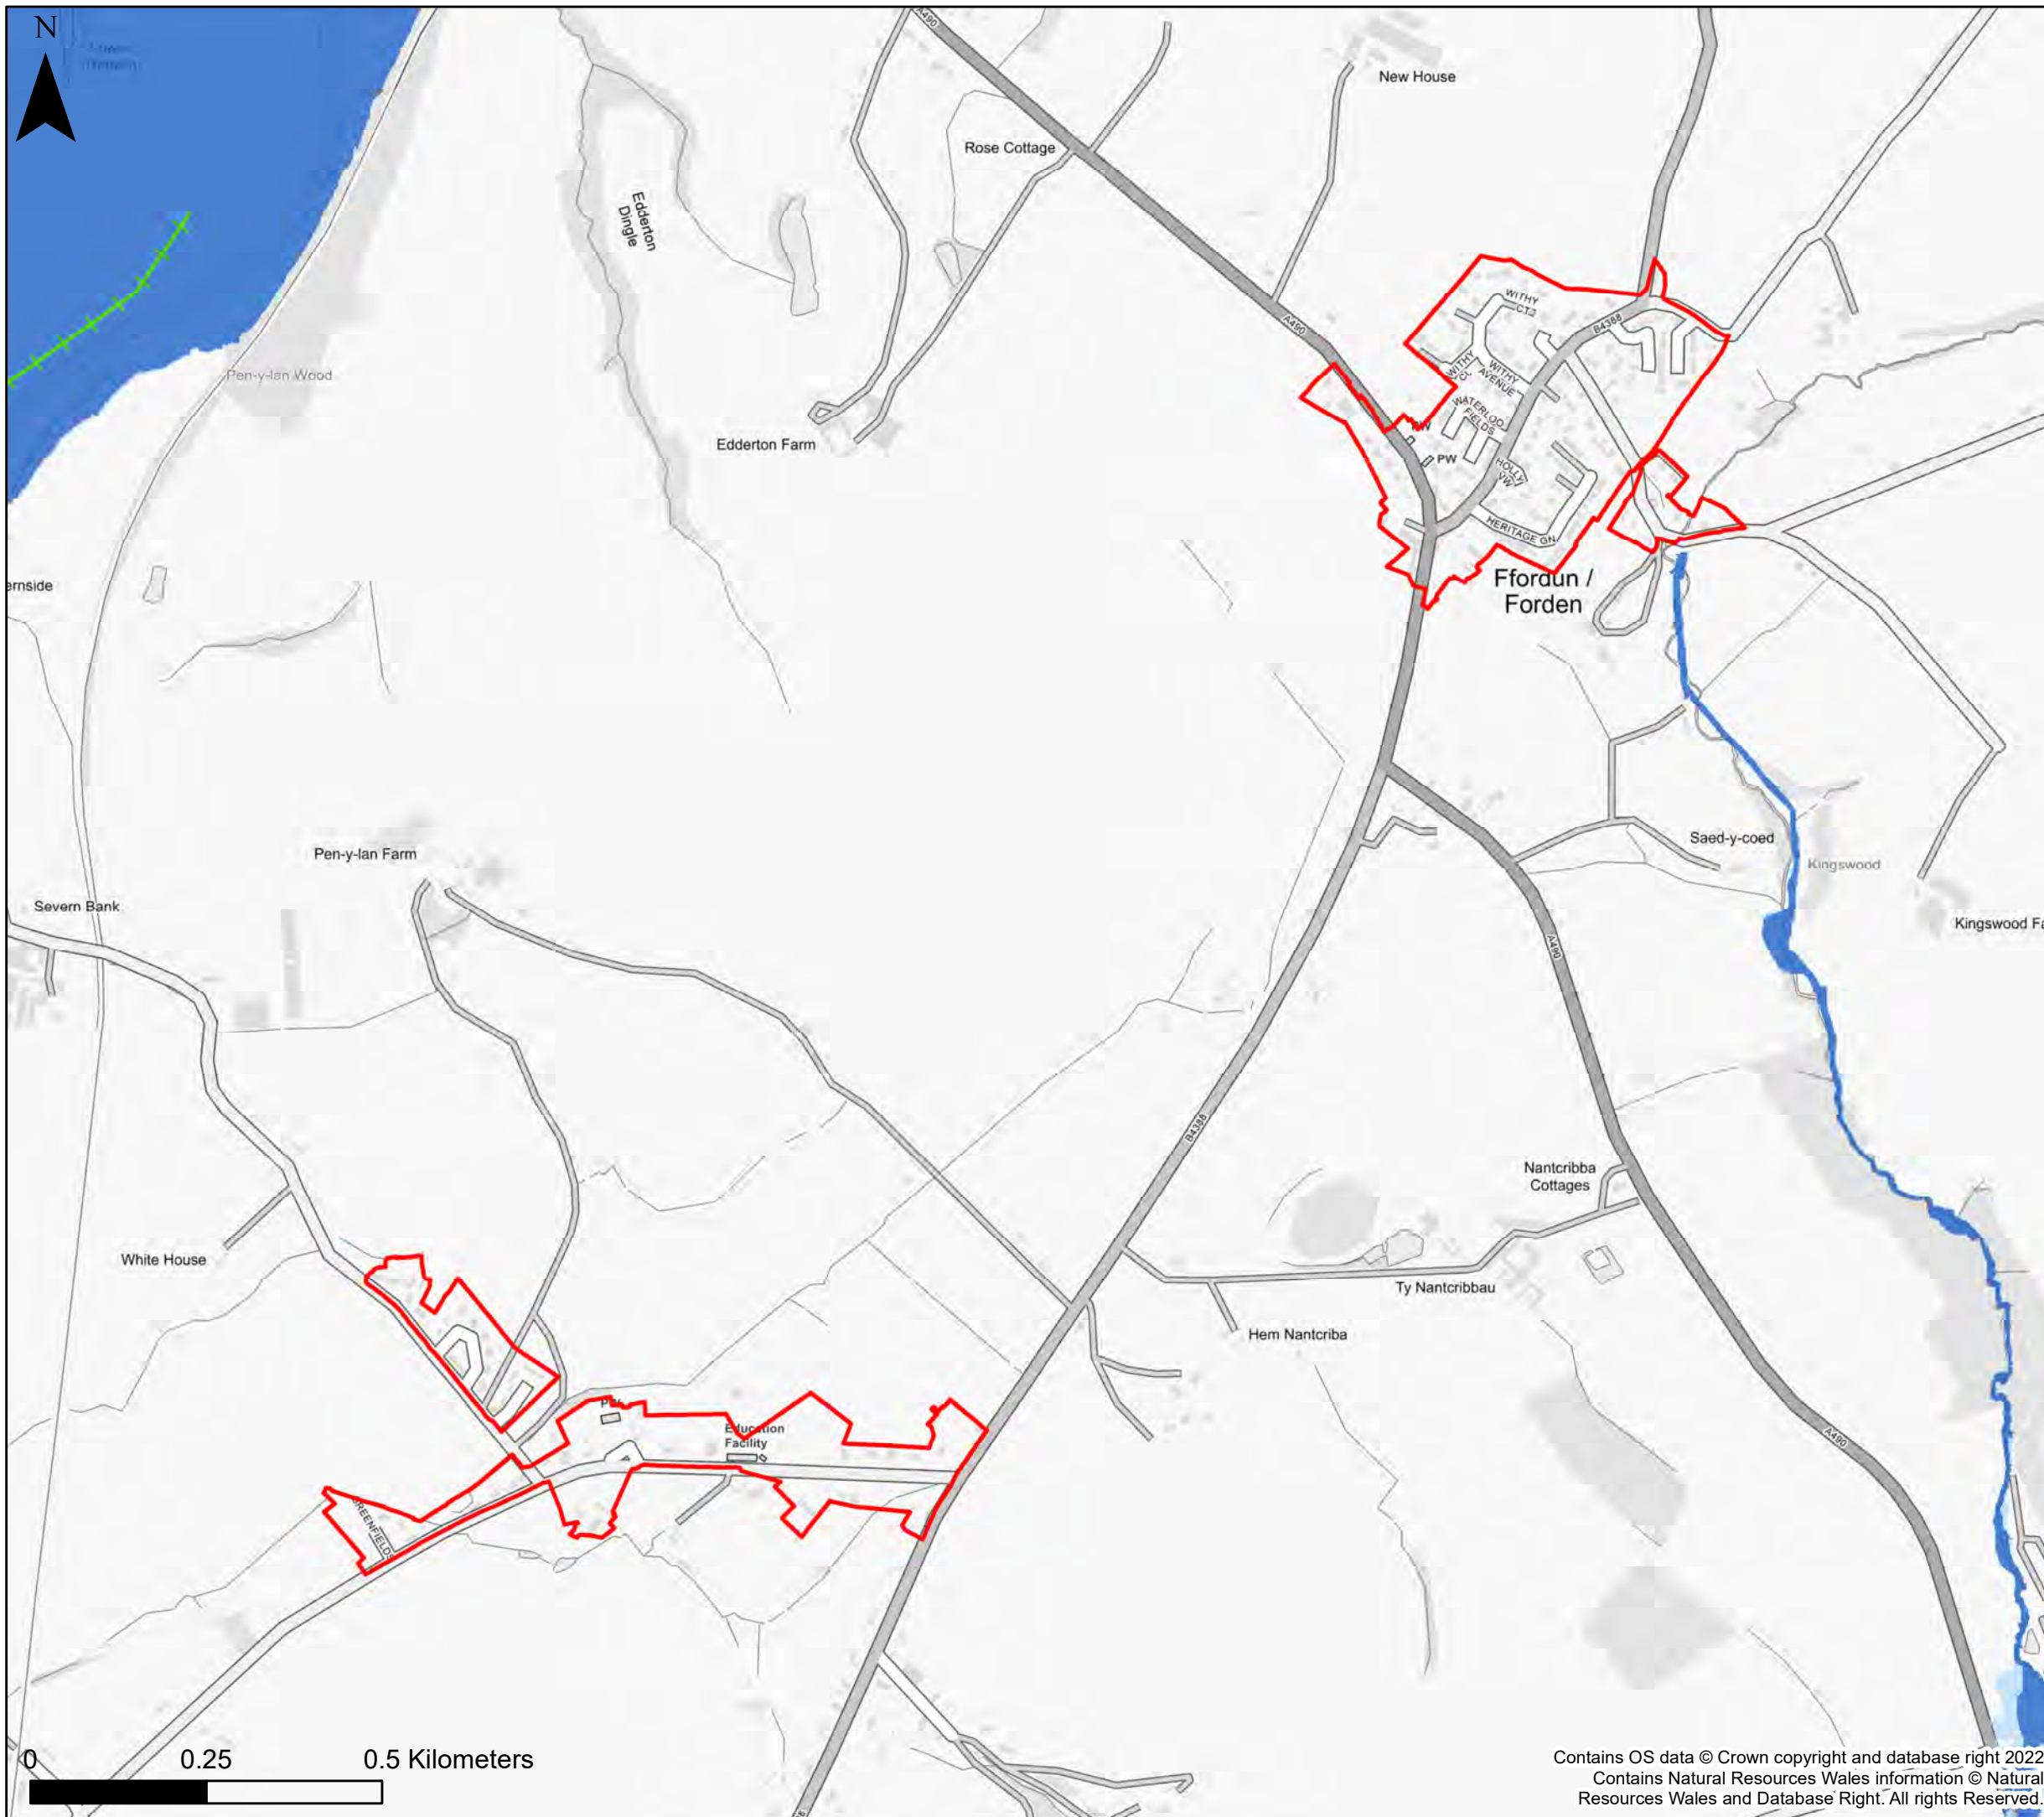 N
A490
New House
Rose Cottage
Edderton
Dingle
WITHY
A490
B4388
Pen-y-lan Wood
WITHY
CL
WITHY
AVENUE
WATERLOO
FIELDS
Edderton Farm
PW
HOLLY
VW
HERITAGE GN
Ffordun /
Forden
ernside
Saed-y-coed
Pen-y-lan Farm
Kingswood
Severn Bank
Kingswood Fa
A490
B4388
Nantcribba
Cottages
White House
Ty Nantcribbau
Hem Nantcriba
Education
Facility
A490
GREENFIELDS
0 0.25 0.5 Kilometers
Contains OS data © Crown copyright and database right 2022
Contains Natural Resources Wales information © Natural
Resources Wales and Database Right. All rights Reserved.